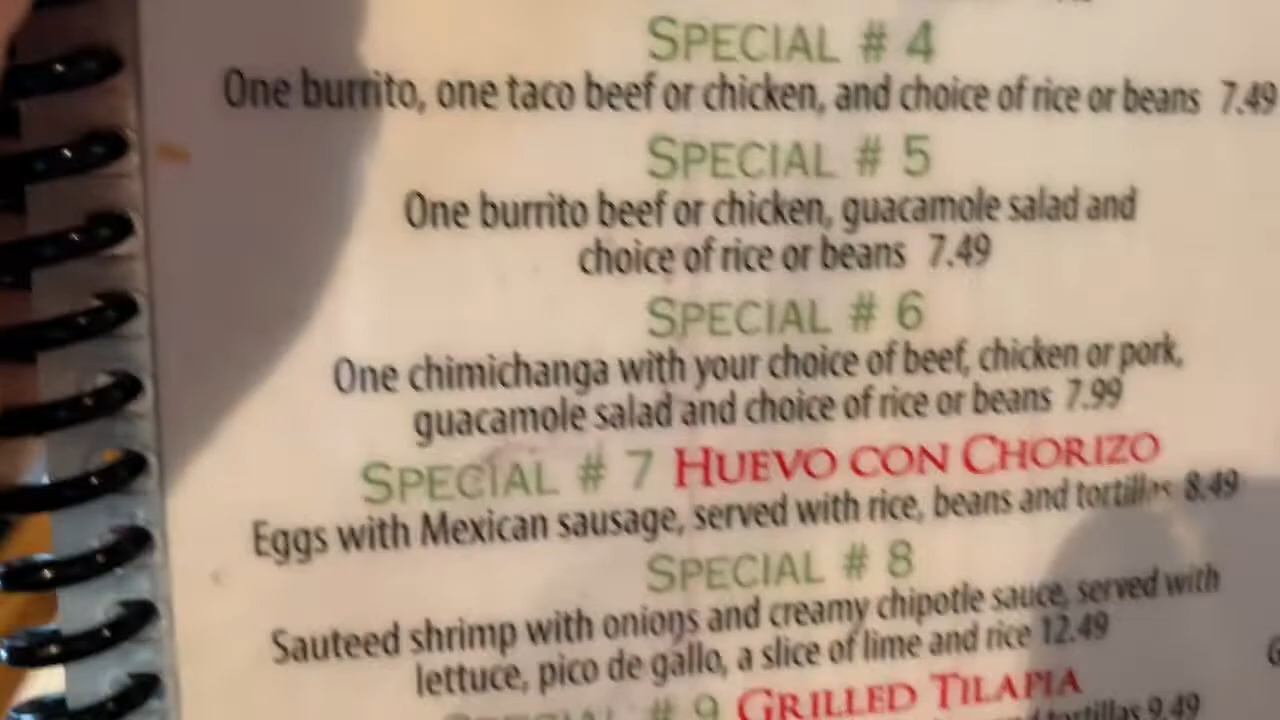 SPECIAL # 4
One burrito, one taco beef or chicken, and choice of rice or beans 7.49
SPECIAL # 5
One burrito beef or chicken, guacamole salad and
choice of rice or beans 7.49
SPECIAL # 6
One chimichanga with your choice of beef, chicken or pork,
guacamole salad and choice of rice or beans 7.99
SPECIAL # 7 HUEVO CON CHORIZO
Eggs with Mexican sausage, served with rice, beans and tortillas 8.49
SPECIAL # 8
Sauteed shrimp with onions and creamy chipotle sauce, served with
lettuce, pico de gallo, a slice of lime and rice 12.49
SPECIAL # 9 GRILLED TILAPIA
tortillas 9.49